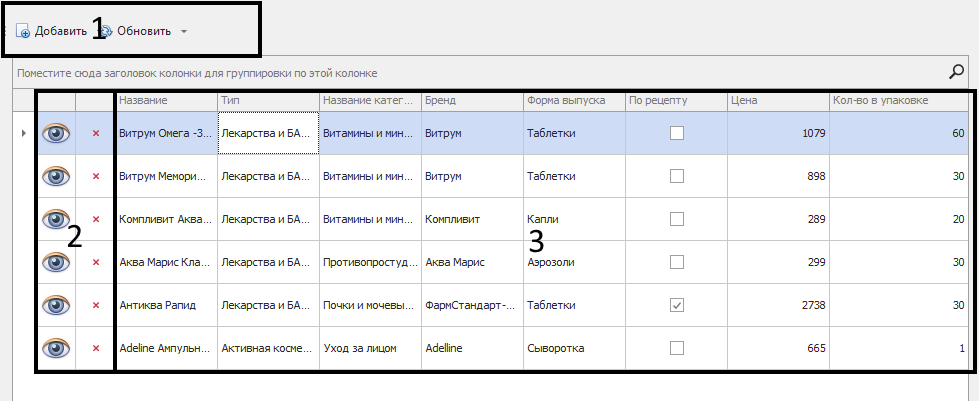 Добавить 1 Обновить
Поместите сюда заголовок колонки для группировки по этой колонке
Название Тип Название катег... Бренд Форма выпуска По рецепту Цена Кол-во в упаковке
Витрум Омега -3... Лекарства и БА... Витамины и мин... Витрум Таблетки 1079 60
Витрум Мемори... Лекарства и БА... Витамины и мин... Витрум Таблетки 898 30
Компливит Аква... Лекарства и БА... Витамины и мин... Компливит Капли 289 20
2 3
Аква Марис Кла... Лекарства и БА... Противопростуд... Аква Марис Аэрозоли 299 30
Антиква Рапид Лекарства и БА... Почки и мочевы... ФармСтандарт-... Таблетки 2738 30
Adeline Ампульн... Активная косме... Уход за лицом Adelline Сыворотка 665 1